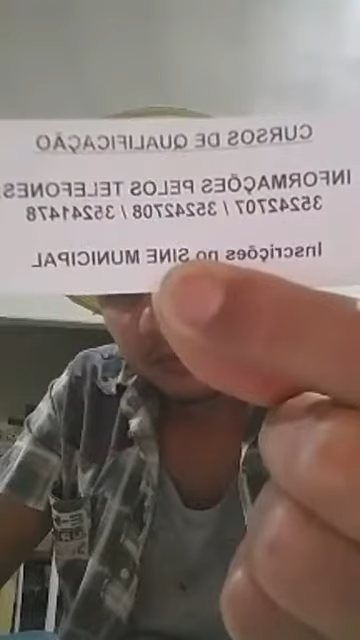 CURSOS DE QUALIFICAÇÃO
INFORMAÇÕES PELOS TELEFONES
35242707 / 35242708 / 35241478
Inscrições no SINE MUNICIPAL